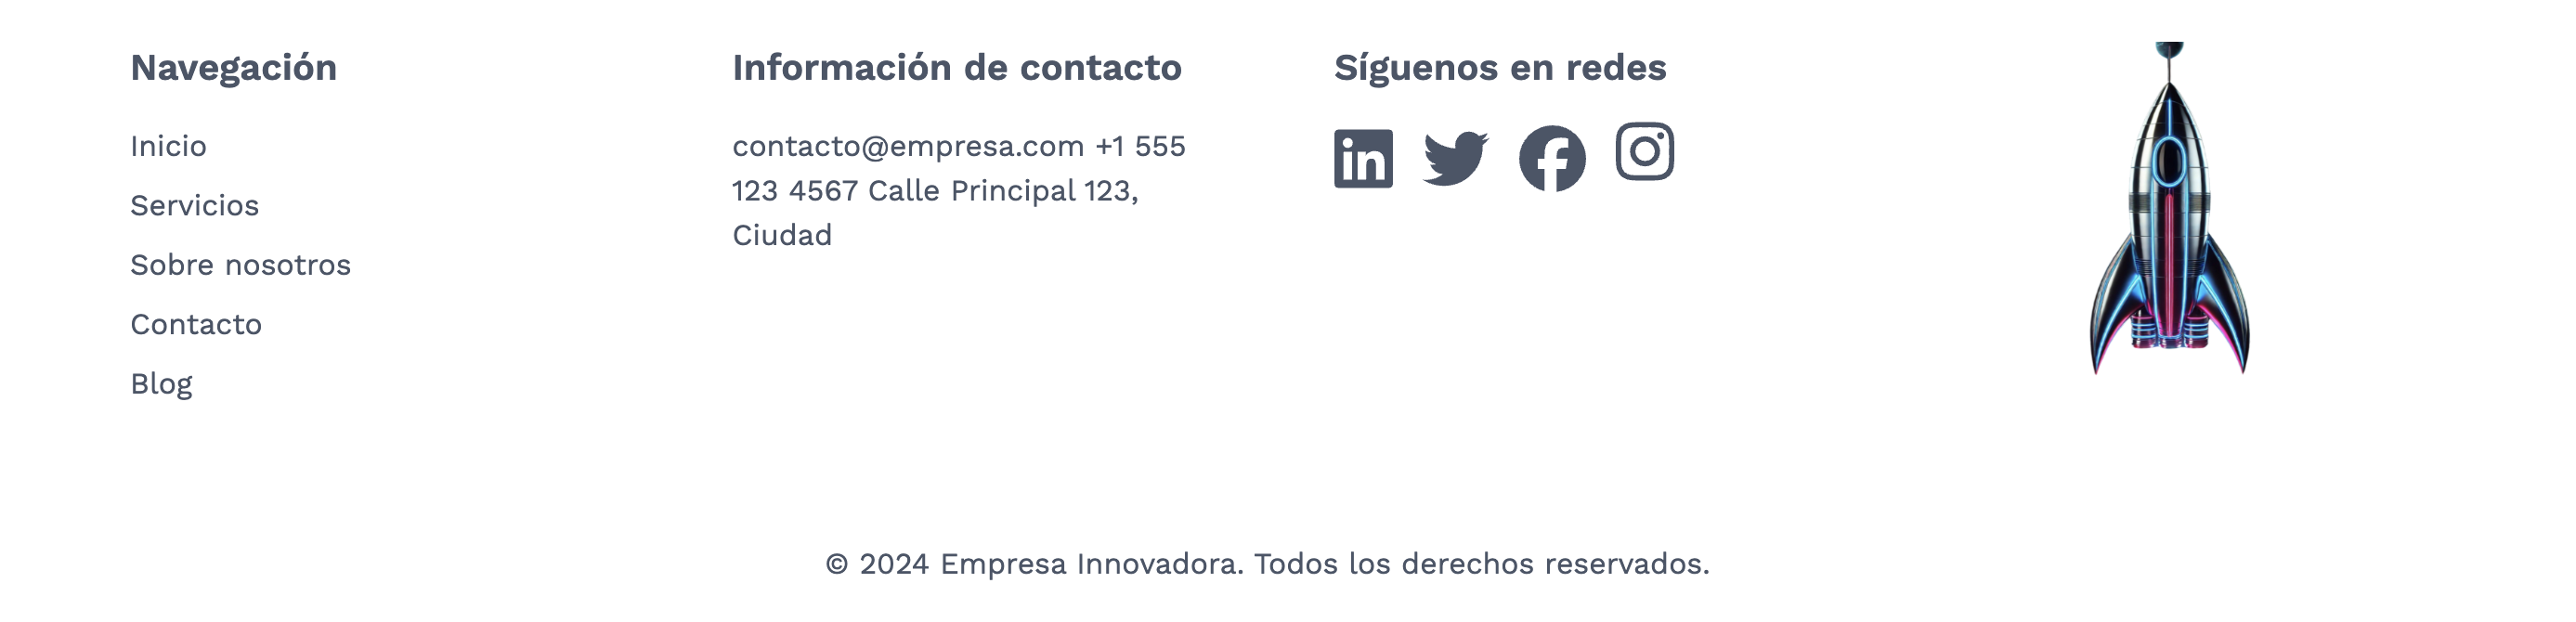 Navegación
Inicio
Servicios
Sobre nosotros
Contacto
Blog
Información de contacto
contacto@empresa.com +1 555
123 4567 Calle Principal 123,
Ciudad
Síguenos en redes
© 2024 Empresa Innovadora. Todos los derechos reservados.